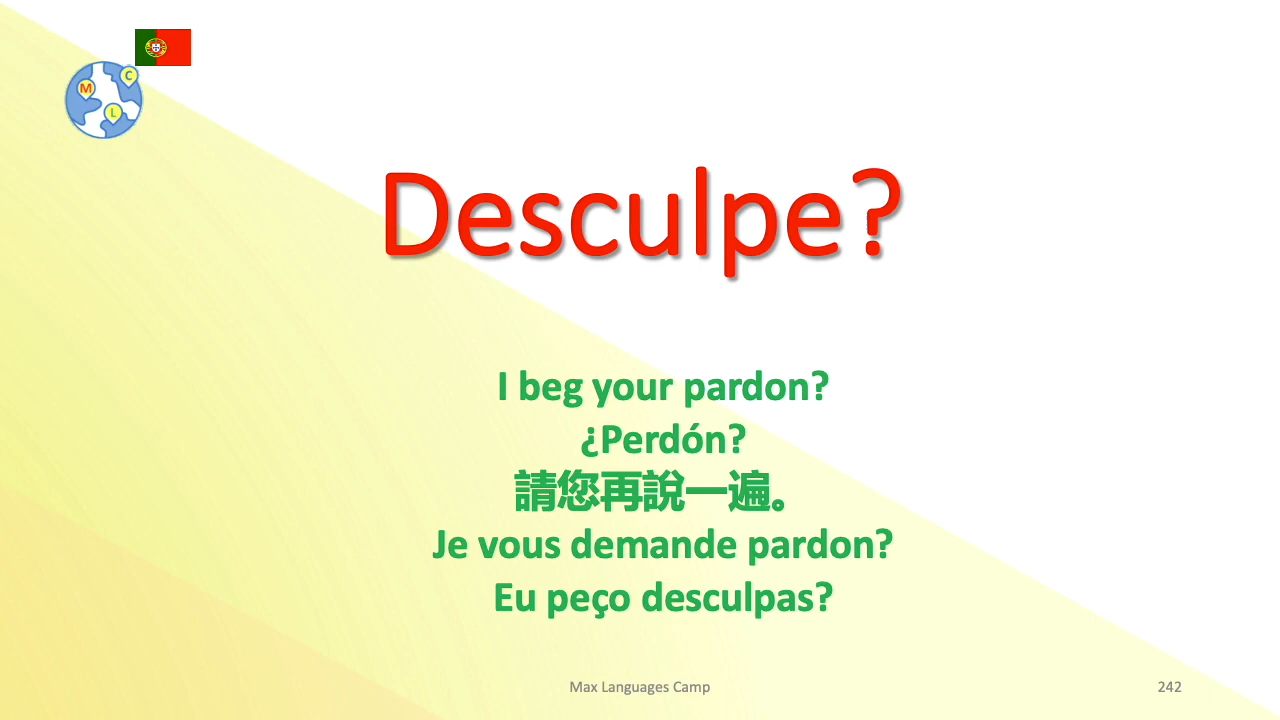 M
C
L
Desculpe?
I beg your pardon?
¿Perdón?
請您再說一遍。
Je vous demande pardon?
Eu peço desculpas?
Max Languages Camp
242